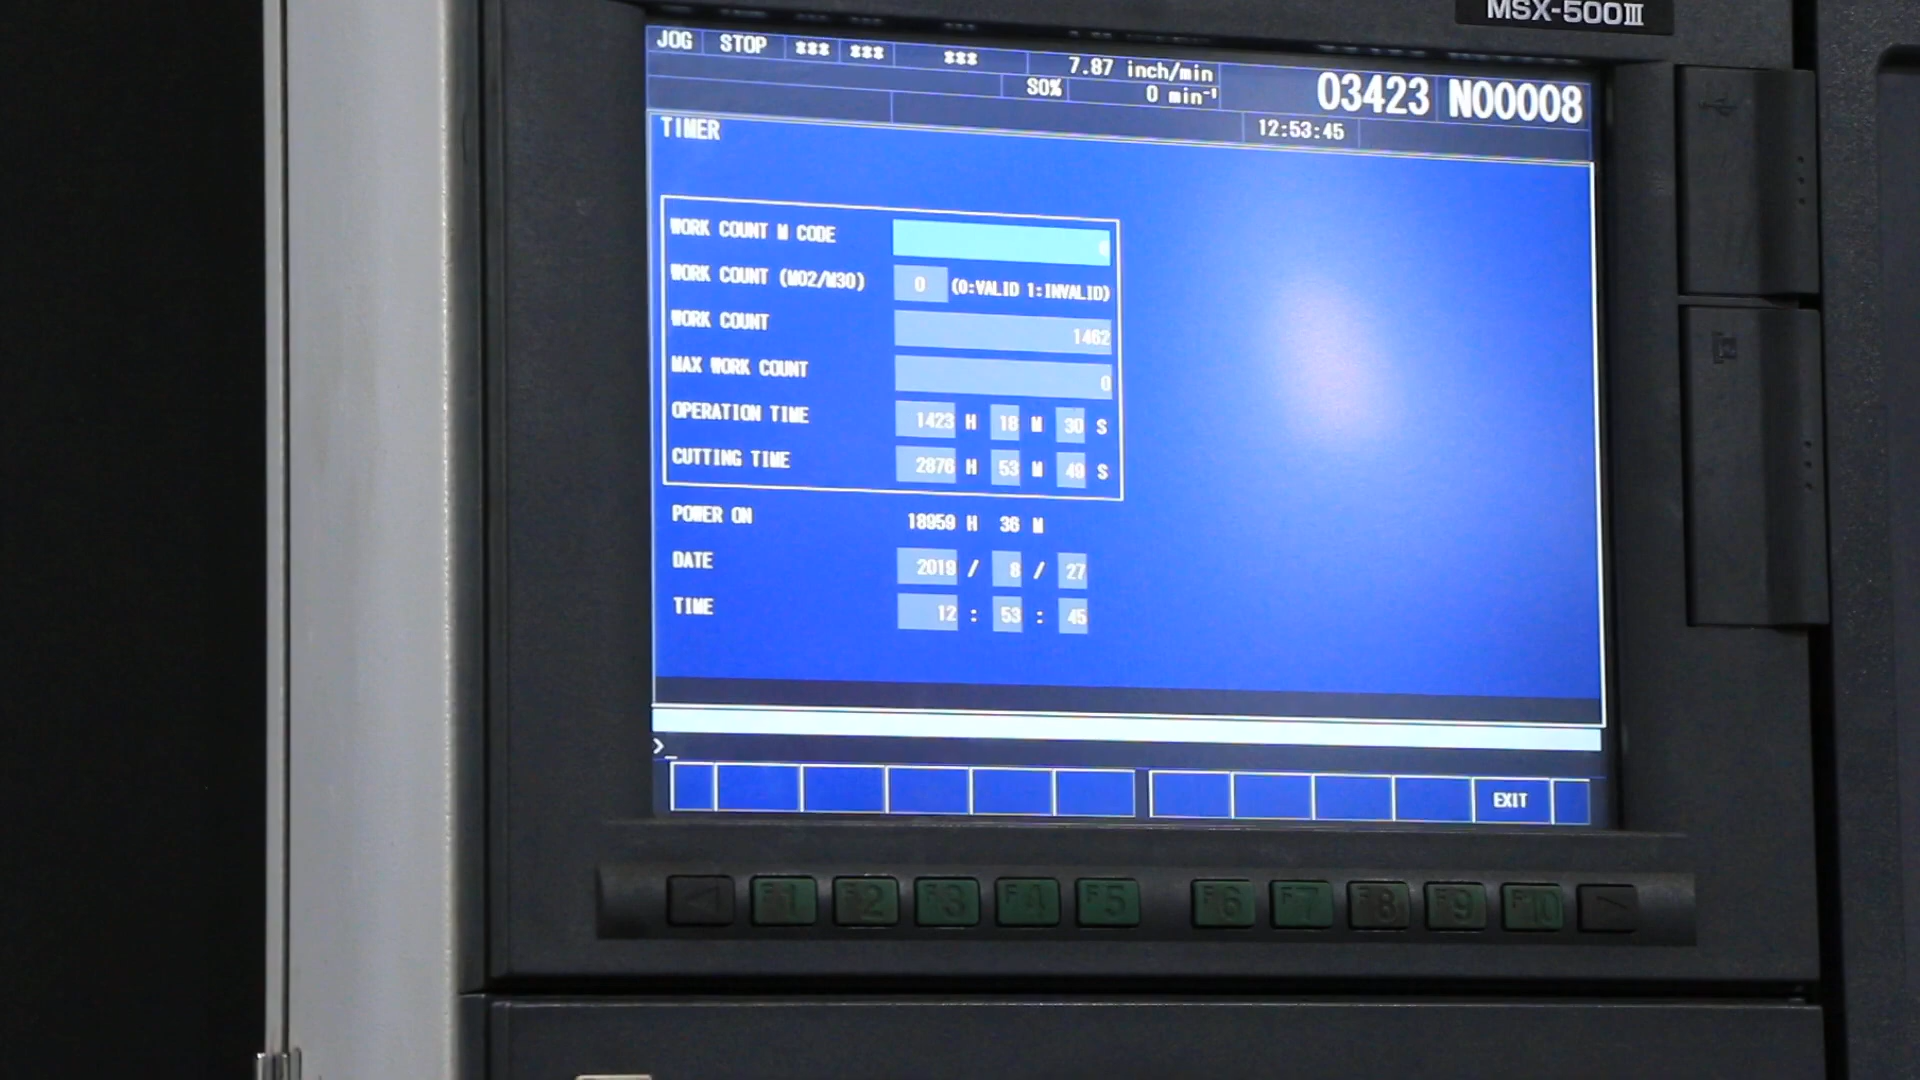 MSX-500III
JOG STOP *** *** ***
7.87 inch/min
S0% 0 min⁻¹
O3423 N00008
12:53:45
TIMER
WORK COUNT M CODE 0
WORK COUNT (M02/M30) 0 (0:VALID 1:INVALID)
WORK COUNT 1462
MAX WORK COUNT 0
OPERATION TIME 1423 H 18 M 30 S
CUTTING TIME 2876 H 53 M 49 S
POWER ON 18959 H 36 M
DATE 2019 / 8 / 27
TIME 12 : 53 : 45
>_
EXIT
F1 F2 F3 F4 F5 F6 F7 F8 F9 F10